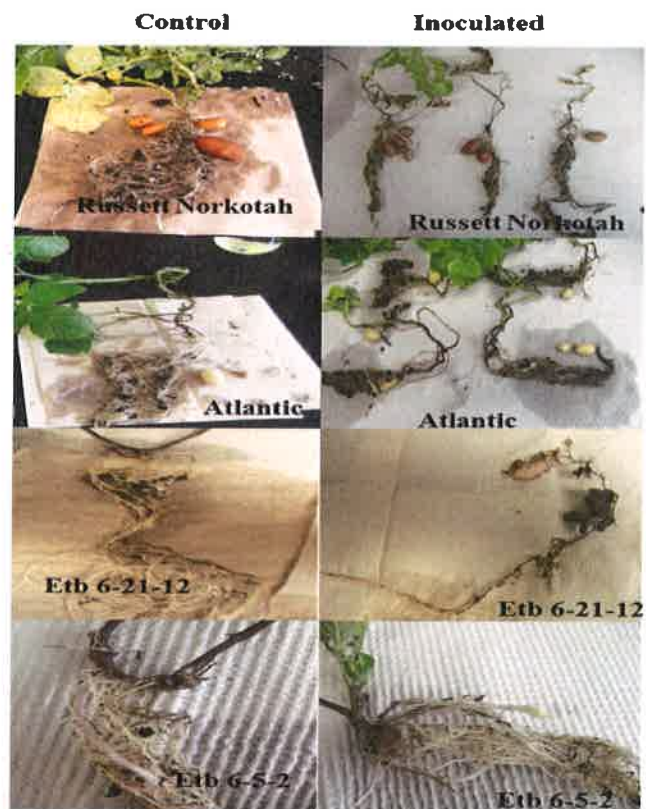 Control Inoculated
Russett Norkotah Russett Norkotah
Atlantic Atlantic
Etb 6-21-12 Etb 6-21-12
Etb 6-5-2 Etb 6-5-2